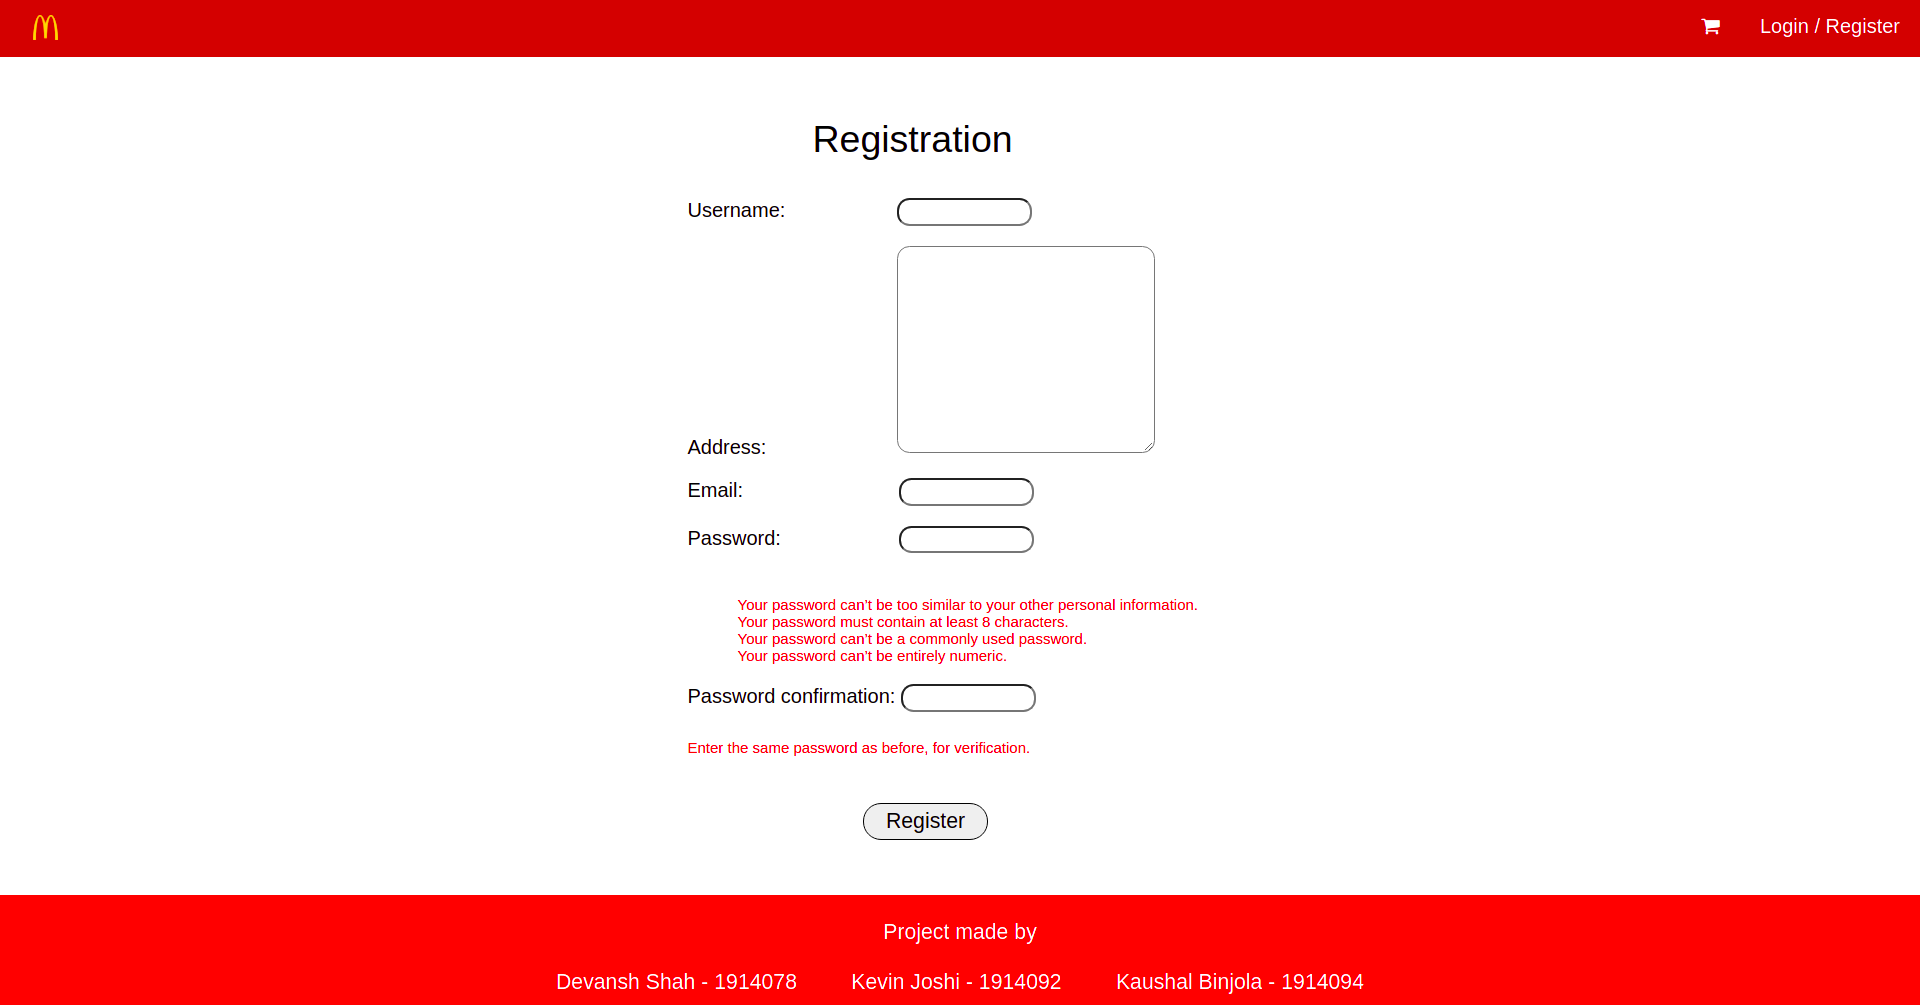 Login / Register
Registration
Username:
Address:
Email:
Password:
Your password can't be too similar to your other personal information.
Your password must contain at least 8 characters.
Your password can't be a commonly used password.
Your password can't be entirely numeric.
Password confirmation:
Enter the same password as before, for verification.
Register
Project made by
Devansh Shah - 1914078 Kevin Joshi - 1914092 Kaushal Binjola - 1914094